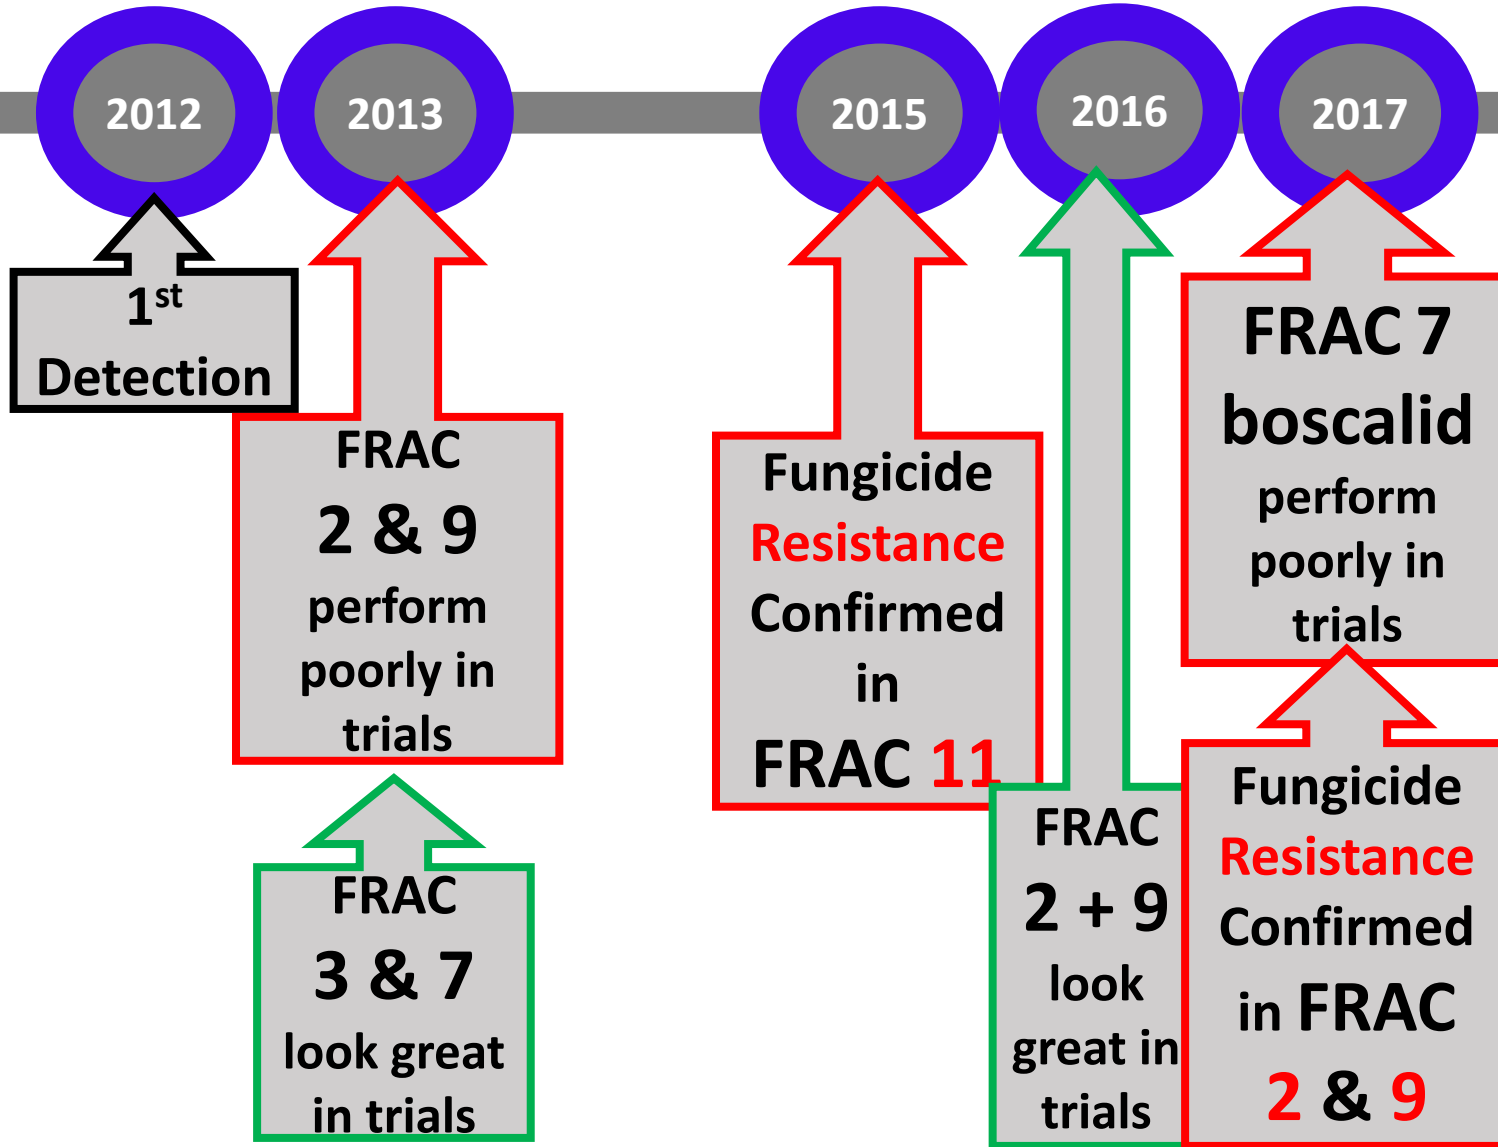 2012
2013
2015
2016
2017
1st
Detection
FRAC
2 & 9
perform
poorly in
trials
FRAC
3 & 7
look great
in trials
Fungicide
Resistance
Confirmed
in
FRAC 11
FRAC
2 + 9
look
great in
trials
FRAC 7
boscalid
perform
poorly in
trials
Fungicide
Resistance
Confirmed
in FRAC
2 & 9